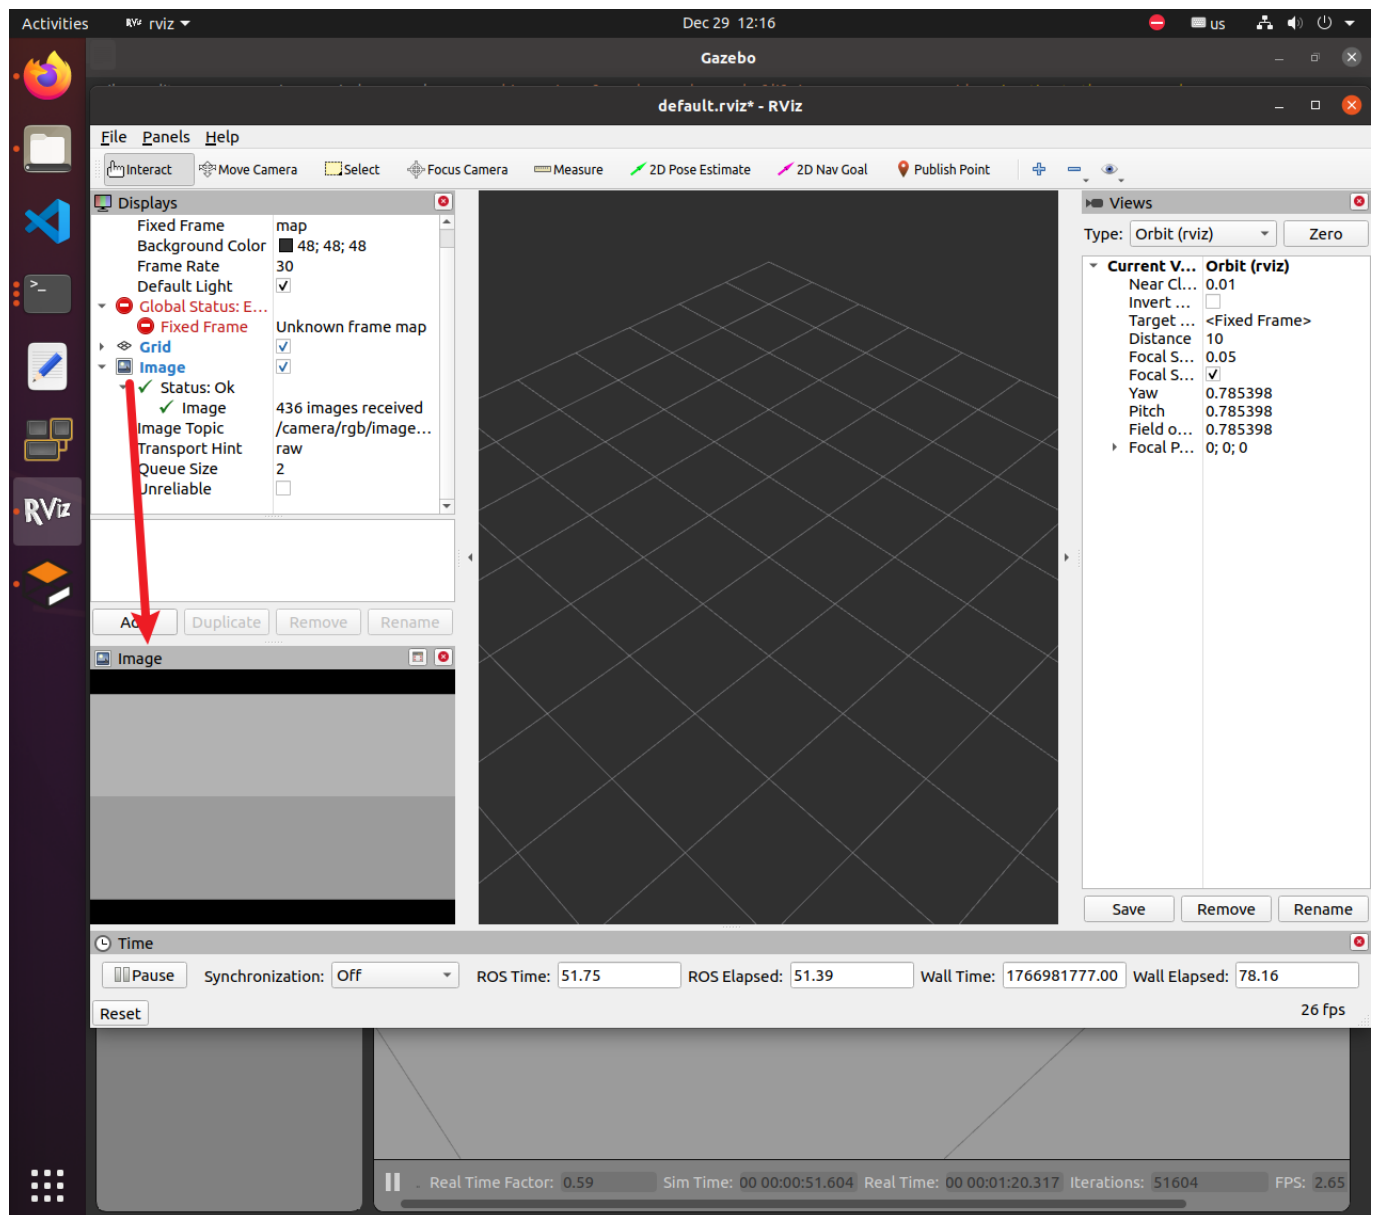 Activities
RViz rviz
Dec 29 12:16
us
Gazebo
default.rviz* - RViz
File Panels Help
Interact Move Camera Select Focus Camera Measure 2D Pose Estimate 2D Nav Goal Publish Point
Displays
Fixed Frame map
Background Color 48; 48; 48
Frame Rate 30
Default Light
Global Status: E...
Fixed Frame Unknown frame map
Grid
Image
Status: Ok
Image 436 images received
Image Topic /camera/rgb/image...
Transport Hint raw
Queue Size 2
Unreliable
Duplicate Remove Rename
Image
Views
Type: Orbit (rviz) Zero
Current V... Orbit (rviz)
Near Cl... 0.01
Invert ...
Target ... <Fixed Frame>
Distance 10
Focal S... 0.05
Focal S...
Yaw 0.785398
Pitch 0.785398
Field o... 0.785398
Focal P... 0; 0; 0
Save Remove Rename
Time
Pause Synchronization: Off ROS Time: 51.75 ROS Elapsed: 51.39 Wall Time: 1766981777.00 Wall Elapsed: 78.16
Reset 26 fps
Real Time Factor: 0.59 Sim Time: 00 00:00:51.604 Real Time: 00 00:01:20.317 Iterations: 51604 FPS: 2.65
>_
RViz